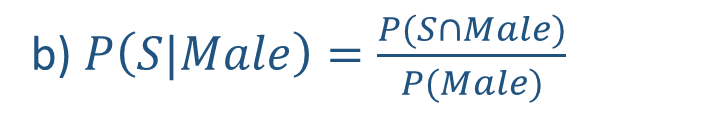 b) P(S|Male) = P(S∩Male)
P(Male)